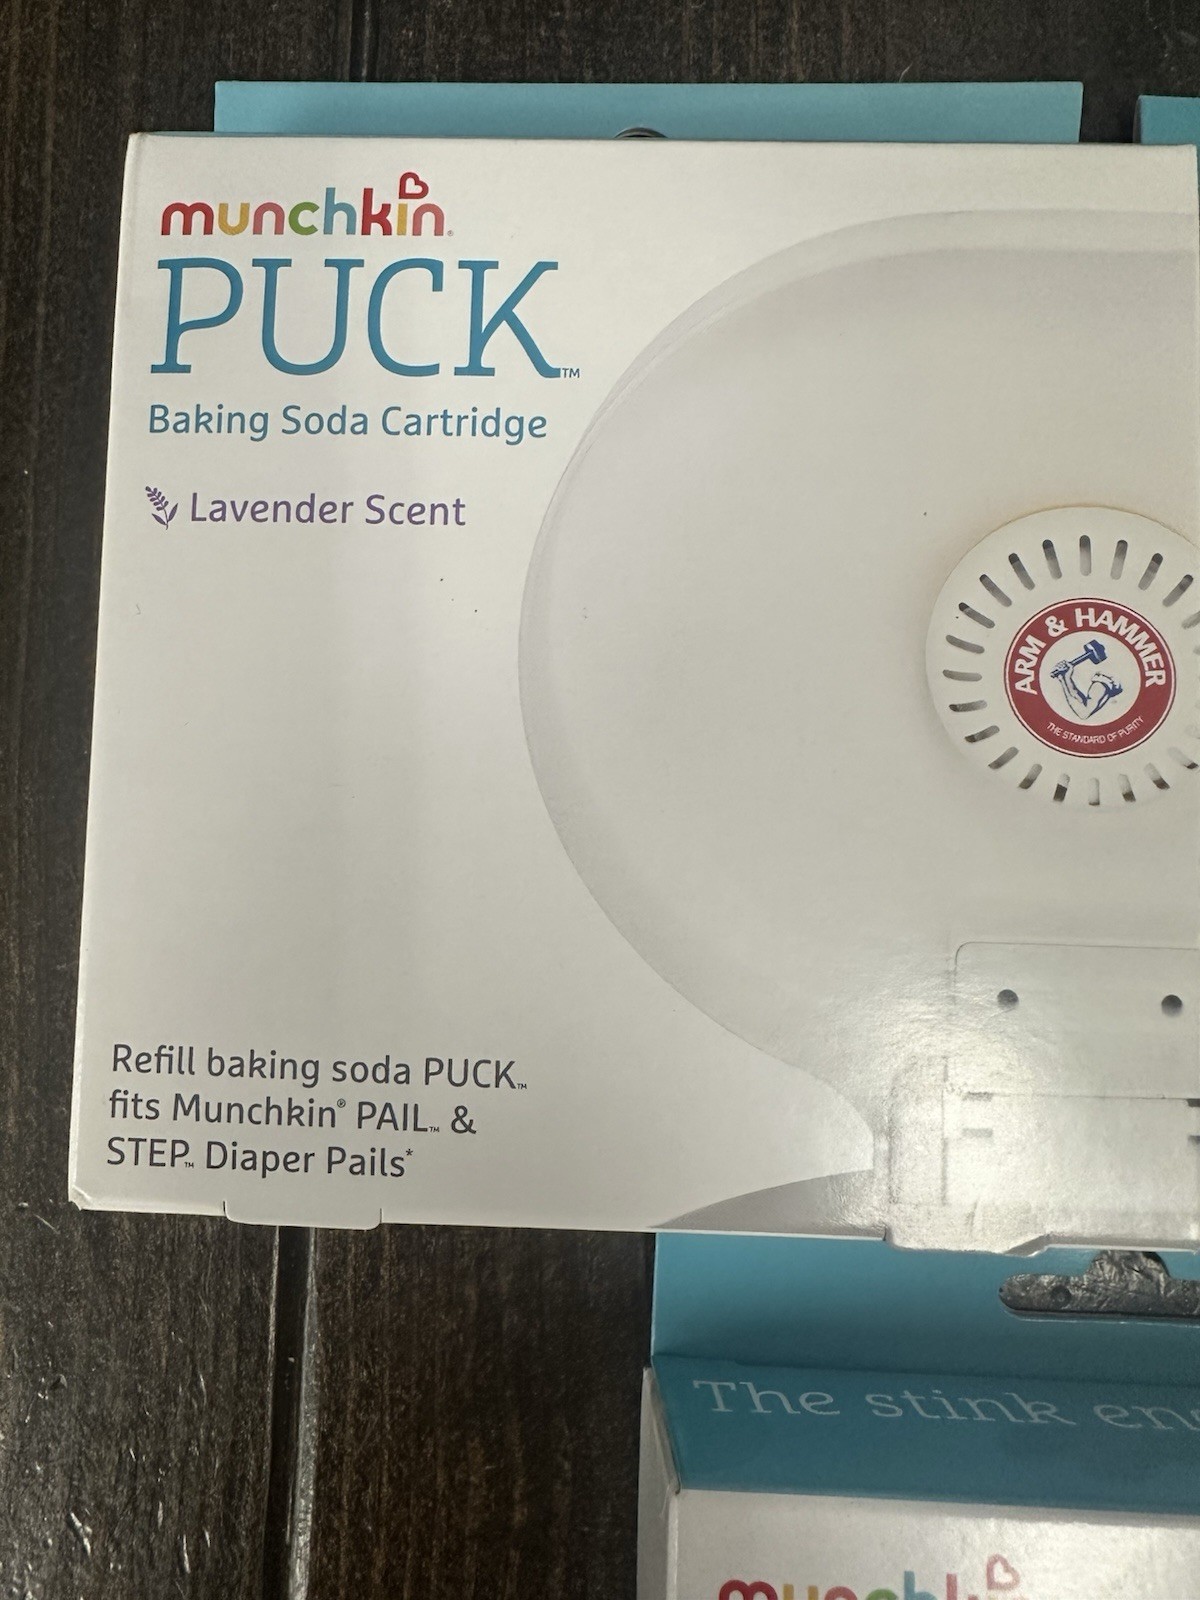 munchkin®
PUCK™
Baking Soda Cartridge
Lavender Scent
ARM & HAMMER
THE STANDARD OF PURITY
Refill baking soda PUCK™
fits Munchkin® PAIL™ &
STEP™ Diaper Pails*
The stink en
munchkin